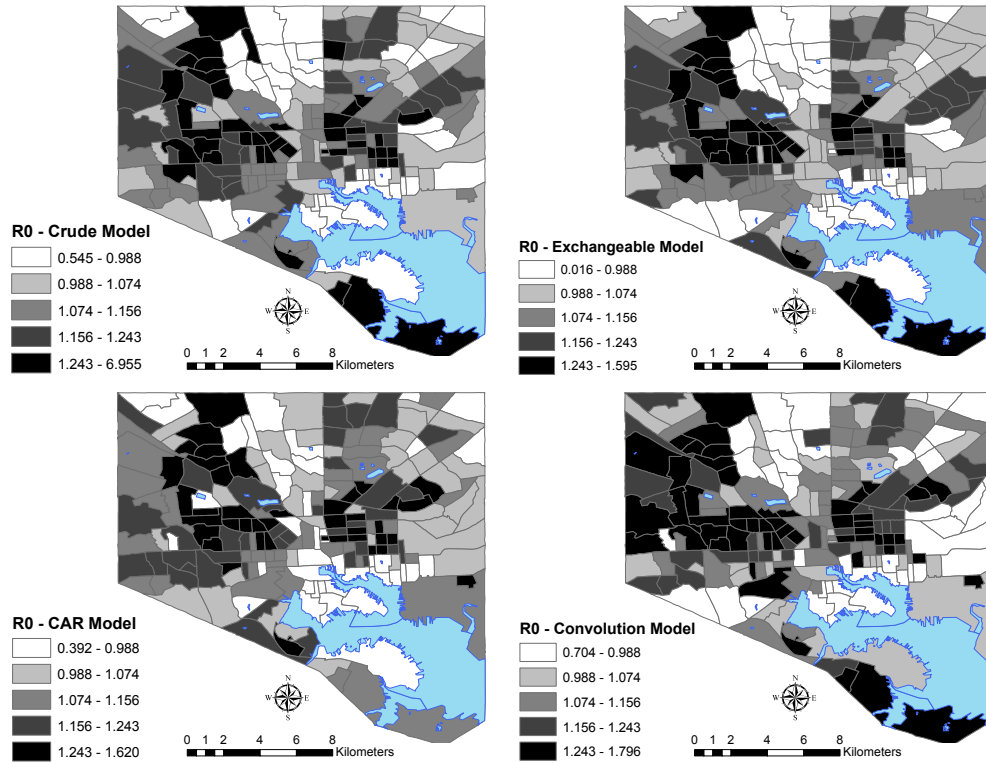 R0 - Crude Model
0.545 - 0.988
0.988 - 1.074
1.074 - 1.156
1.156 - 1.243
1.243 - 6.955
N
W E
S
0 1 2 4 6 8
Kilometers
R0 - Exchangeable Model
0.016 - 0.988
0.988 - 1.074
1.074 - 1.156
1.156 - 1.243
1.243 - 1.595
N
W E
S
0 1 2 4 6 8
Kilometers
R0 - CAR Model
0.392 - 0.988
0.988 - 1.074
1.074 - 1.156
1.156 - 1.243
1.243 - 1.620
N
W E
S
0 1 2 4 6 8
Kilometers
R0 - Convolution Model
0.704 - 0.988
0.988 - 1.074
1.074 - 1.156
1.156 - 1.243
1.243 - 1.796
N
W E
S
0 1 2 4 6 8
Kilometers